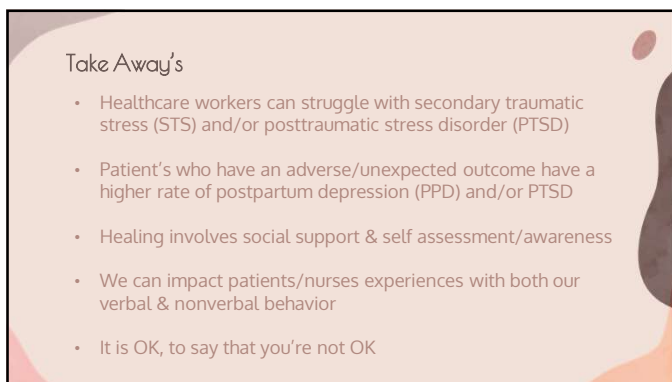 Take Away's
• Healthcare workers can struggle with secondary traumatic
stress (STS) and/or posttraumatic stress disorder (PTSD)
• Patient's who have an adverse/unexpected outcome have a
higher rate of postpartum depression (PPD) and/or PTSD
• Healing involves social support & self assessment/awareness
• We can impact patients/nurses experiences with both our
verbal & nonverbal behavior
• It is OK, to say that you're not OK